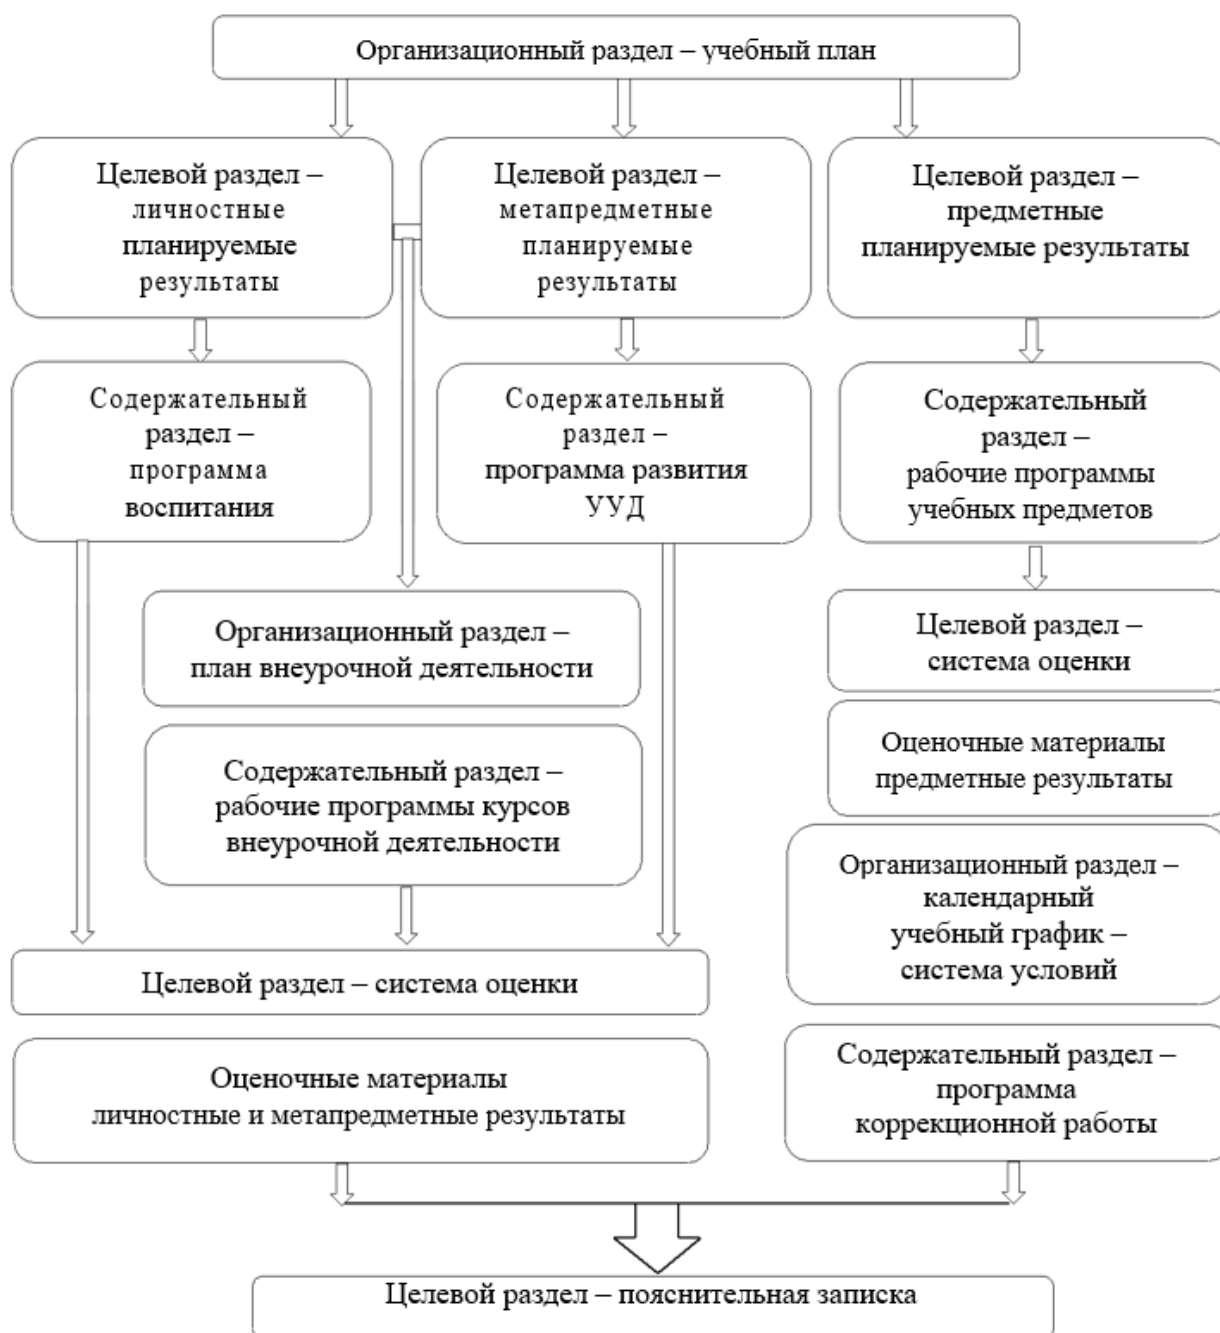 Организационный раздел – учебный план
Целевой раздел –
личностные
планируемые
результаты
Целевой раздел –
метапредметные
планируемые
результаты
Целевой раздел –
предметные
планируемые результаты
Содержательный
раздел –
программа
воспитания
Содержательный
раздел –
программа развития
УУД
Содержательный
раздел –
рабочие программы
учебных предметов
Организационный раздел –
план внеурочной деятельности
Целевой раздел –
система оценки
Содержательный раздел –
рабочие программы курсов
внеурочной деятельности
Оценочные материалы
предметные результаты
Организационный раздел –
календарный
учебный график –
система условий
Целевой раздел – система оценки
Оценочные материалы
личностные и метапредметные результаты
Содержательный раздел –
программа
коррекционной работы
Целевой раздел – пояснительная записка